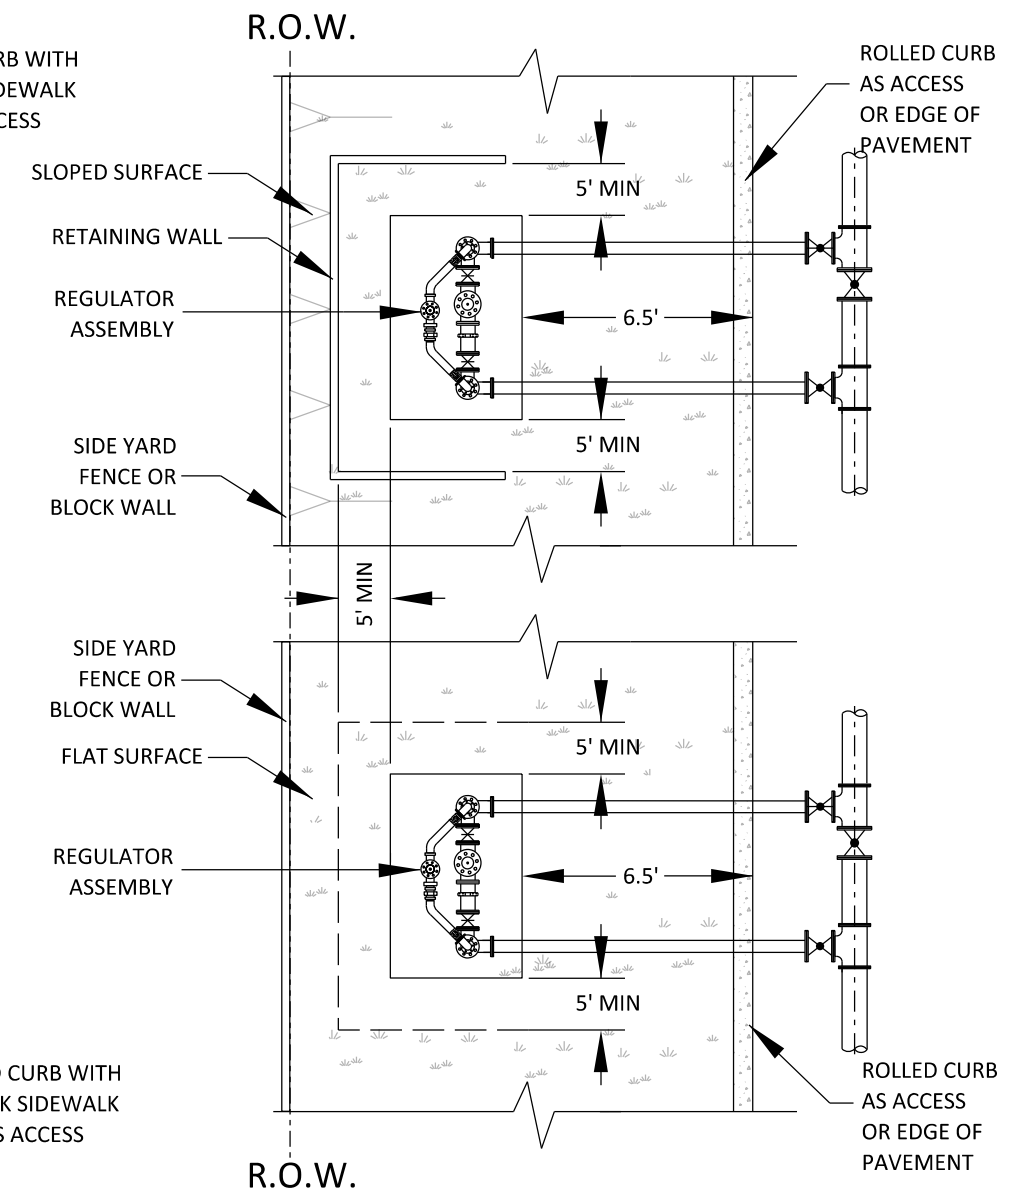 R.O.W.
RB WITH
DEWALK
CESS
ROLLED CURB
AS ACCESS
OR EDGE OF
PAVEMENT
SLOPED SURFACE
5' MIN
RETAINING WALL
REGULATOR
ASSEMBLY
6.5'
SIDE YARD
FENCE OR
BLOCK WALL
5' MIN
5' MIN
SIDE YARD
FENCE OR
BLOCK WALL
FLAT SURFACE
5' MIN
REGULATOR
ASSEMBLY
6.5'
5' MIN
D CURB WITH
K SIDEWALK
S ACCESS
ROLLED CURB
AS ACCESS
OR EDGE OF
PAVEMENT
R.O.W.